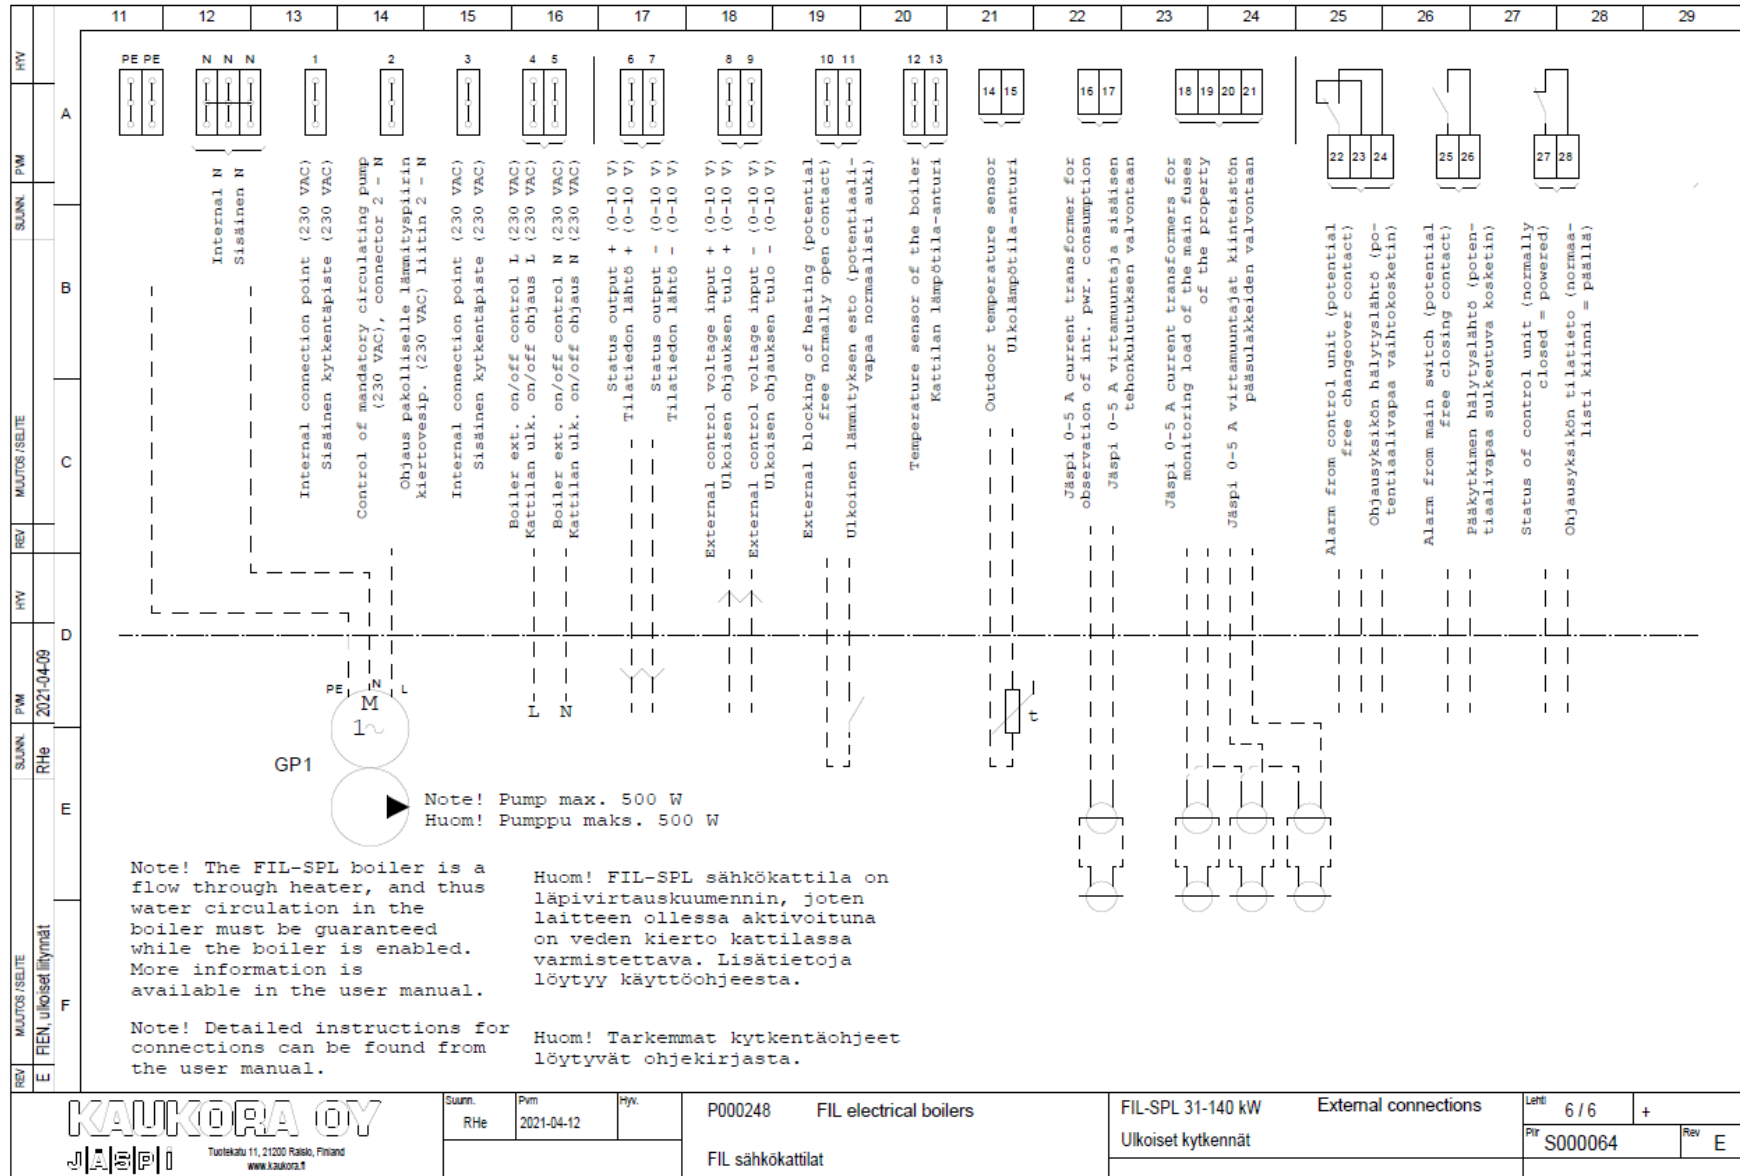 11 12 13 14 15 16 17 18 19 20 21 22 23 24 25 26 27 28 29
HYV
PVM
SUUNN.
MUUTOS /SELITE
REV
HYV
PVM
2021-04-09
SUUNN.
RHe
MUUTOS /SELITE
FIEN, ulkoiset liitynnät
REV
E
A
B
C
D
E
F
PE PE
N N N
1
2
3
4 5
6 7
8 9
10 11
12 13
14 15
16 17
18 19 20 21
22 23 24
25 26
27 28
Internal N
Sisäinen N
Internal connection point (230 VAC)
Sisäinen kytkentäpiste (230 VAC)
Control of mandatory circulating pump
(230 VAC), connector 2 - N
Ohjaus pakolliselle lämmityspiirin
kiertovesip. (230 VAC) liitin 2 - N
Internal connection point (230 VAC)
Sisäinen kytkentäpiste (230 VAC)
Boiler ext. on/off control L (230 VAC)
Kattilan ulk. on/off ohjaus L (230 VAC)
Boiler ext. on/off control N (230 VAC)
Kattilan ulk. on/off ohjaus N (230 VAC)
Status output + (0-10 V)
Tilatiedon lähtö + (0-10 V)
Status output - (0-10 V)
Tilatiedon lähtö - (0-10 V)
External control voltage input + (0-10 V)
Ulkoisen ohjauksen tulo + (0-10 V)
External control voltage input - (0-10 V)
Ulkoisen ohjauksen tulo - (0-10 V)
External blocking of heating (potential
free normally open contact)
Ulkoinen lämmityksen esto (potentiaali-
vapaa normaalisti auki)
Temperature sensor of the boiler
Kattilan lämpötila-anturi
Outdoor temperature sensor
Ulkolämpötila-anturi
Jäspi 0-5 A current transformer for
observation of int. pwr. consumption
Jäspi 0-5 A virtamuuntaja sisäisen
tehonkulutuksen valvontaan
Jäspi 0-5 A current transformers for
monitoring load of the main fuses
of the property
Jäspi 0-5 A virtamuuntajat kiinteistön
pääsulakkeiden valvontaan
Alarm from control unit (potential
free changeover contact)
Ohjausyksikön hälytyslähtö (po-
tentiaalivapaa vaihtokosketin)
Alarm from main switch (potential
free closing contact)
Pääkytkimen hälytyslähtö (poten-
tiaalivapaa sulkeutuva kosketin)
Status of control unit (normally
closed = powered)
Ohjausyksikön tilatieto (normaa-
listi kiinni = päällä)
PE N L
M
1~
GP1
L N
t
Note! Pump max. 500 W
Huom! Pumppu maks. 500 W
Note! The FIL-SPL boiler is a
flow through heater, and thus
water circulation in the
boiler must be guaranteed
while the boiler is enabled.
More information is
available in the user manual.
Note! Detailed instructions for
connections can be found from
the user manual.
Huom! FIL-SPL sähkökattila on
läpivirtauskuumennin, joten
laitteen ollessa aktivoituna
on veden kierto kattilassa
varmistettava. Lisätietoja
löytyy käyttöohjeesta.
Huom! Tarkemmat kytkentäohjeet
löytyvät ohjekirjasta.
KAUKORA OY
JÄSPI
Tuotekatu 11, 21200 Raisio, Finland
www.kaukora.fi
Suunn.
RHe
Pvm
2021-04-12
Hyv.
P000248 FIL electrical boilers
FIL sähkökattilat
FIL-SPL 31-140 kW External connections
Ulkoiset kytkennät
Lehti
6 / 6 +
Piir
S000064
Rev
E